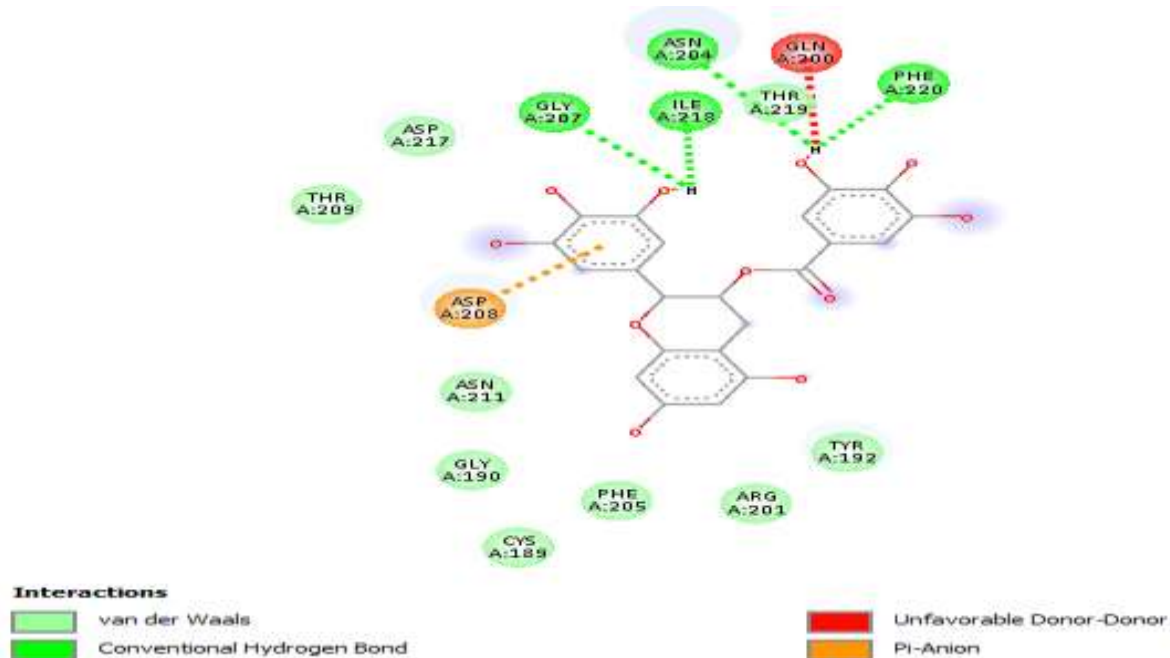 ASN
A:204
GLN
A:200
PHE
A:220
THR
A:219
GLY
A:207
ILE
A:218
ASP
A:217
THR
A:209
H
H
O
O
O
O
O
O
O
O
ASP
A:208
O
O
O
ASN
A:211
TYR
A:192
GLY
A:190
PHE
A:205
ARG
A:201
CYS
A:189
Interactions
van der Waals
Conventional Hydrogen Bond
Unfavorable Donor-Donor
Pi-Anion